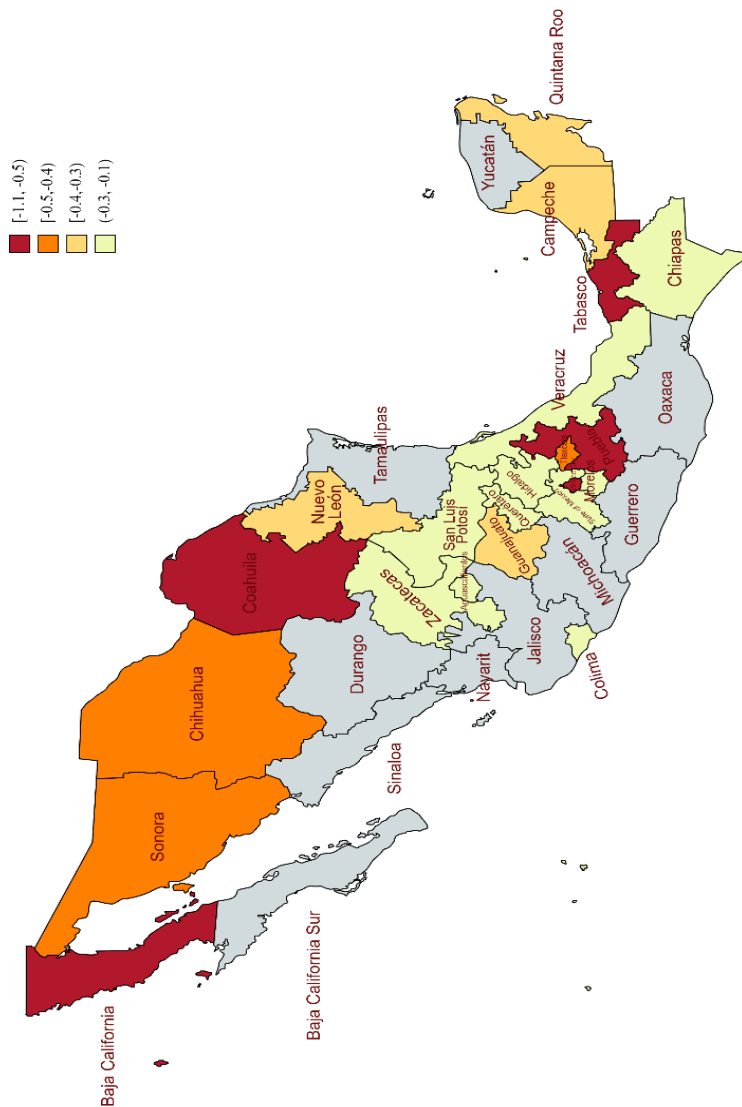 [-1.1, -0.5)
[-0.5,-0.4)
[-0.4,-0.3)
(-0.3, -0.1)
Baja California
Baja California Sur
Sonora
Chihuahua
Coahuila
Sinaloa
Durango
Nuevo
León
Tamaulipas
Zacatecas
San Luis
Potosí
Nayarit
Aguascalientes
Jalisco
Colima
Guanajuato
Querétaro
Hidalgo
Michoacán
State of Mexico
Morelos
Tlaxcala
Puebla
Veracruz
Guerrero
Oaxaca
Tabasco
Chiapas
Campeche
Yucatán
Quintana Roo